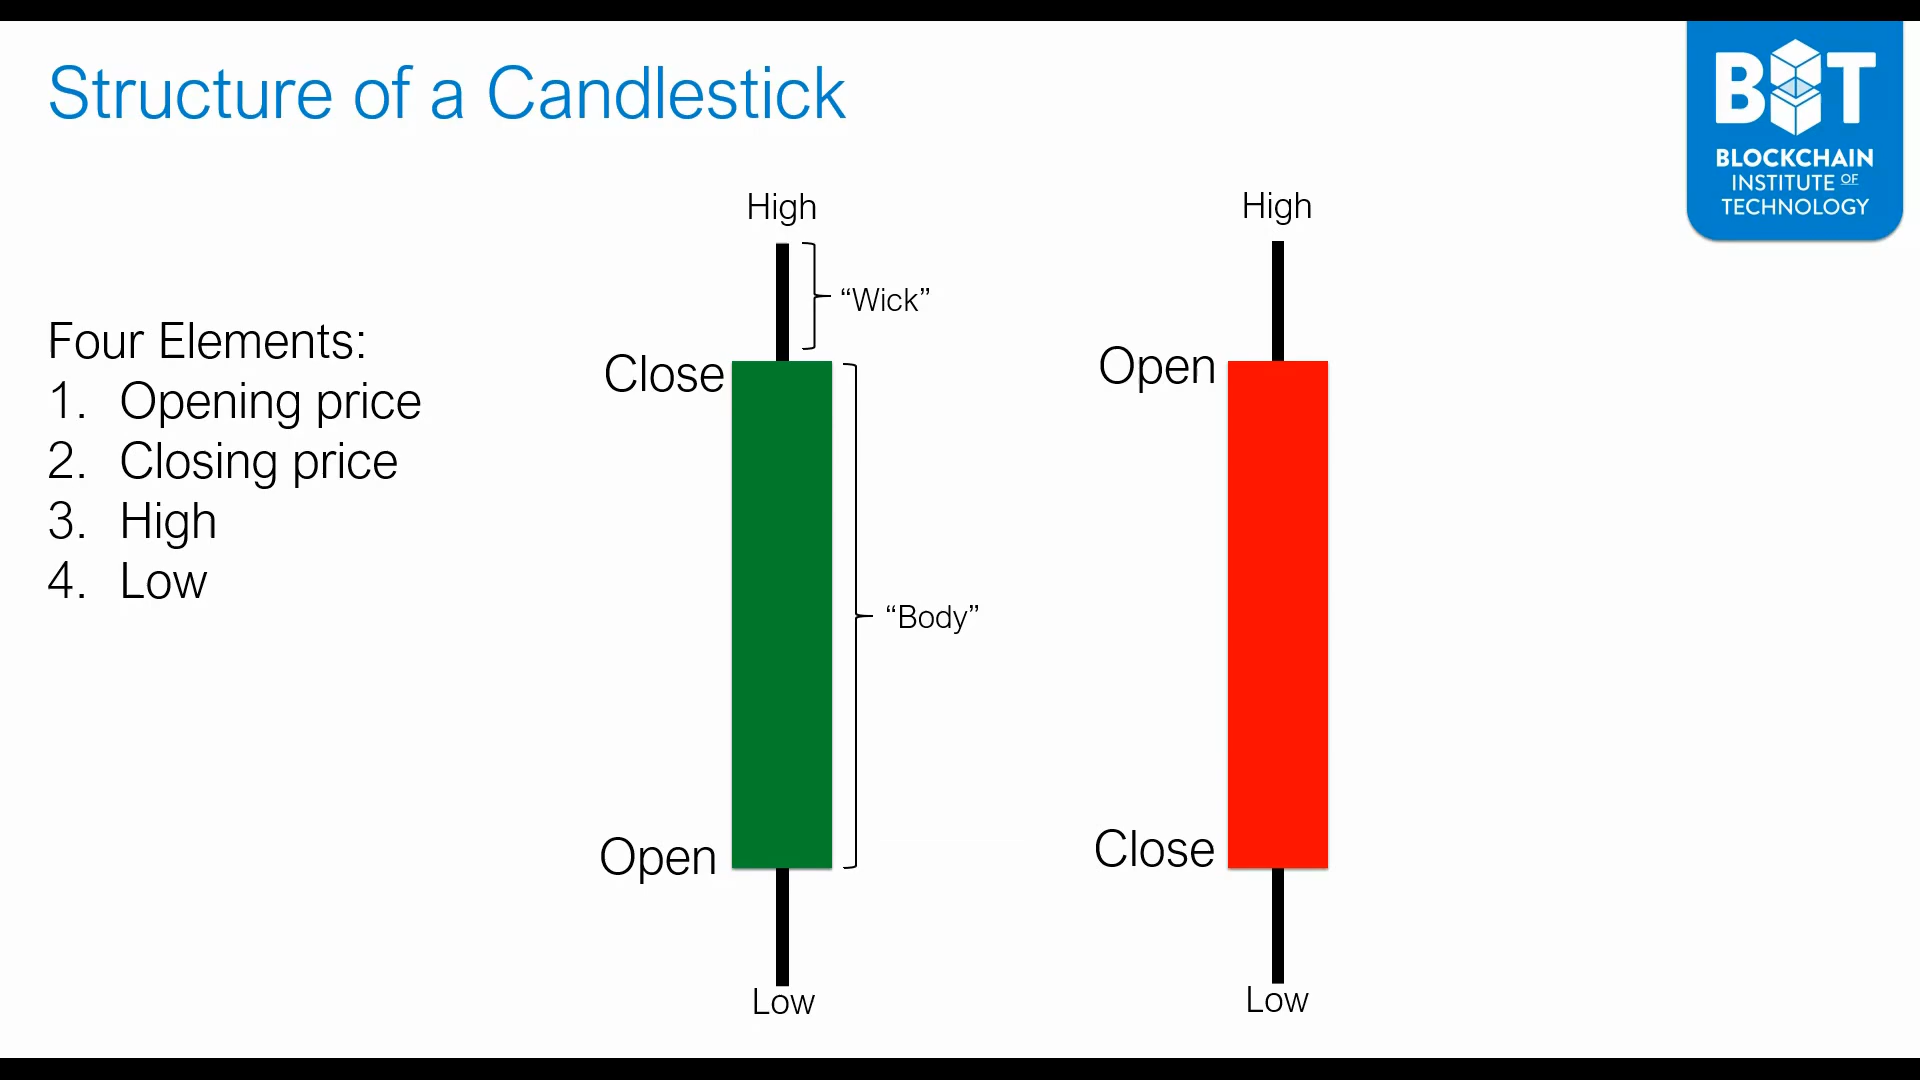 Structure of a Candlestick
BLOCKCHAIN
INSTITUTE OF
TECHNOLOGY
Four Elements:
1. Opening price
2. Closing price
3. High
4. Low
High
“Wick”
Close
“Body”
Open
Low
High
Open
Close
Low